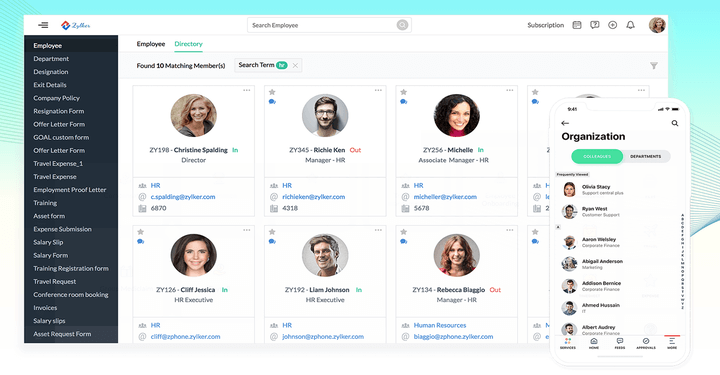 Zylker
Search Employee
Subscription
Employee
Department
Designation
Exit Details
Company Policy
Resignation Form
Offer Letter Form
GOAL custom form
Offer Letter Form
Travel Expense_1
Travel Expense
Employment Proof Letter
Training
Asset form
Expense Submission
Salary Slip
Salary Form
Training Registration form
Travel Request
Conference room booking
Invoices
Salary slips
Asset Request Form
Employee Directory
Found 10 Matching Member(s)
Search Term hr
ZY198 - Christine Spalding In
Director
HR
c.spalding@zylker.com
6870
ZY345 - Richie Ken Out
Manager - HR
HR
richieken@zylker.com
4318
ZY256 - Michelle In
Associate Manager - HR
HR
micheller@zylker.com
5678
ZY126 - Cliff Jessica In
HR Executive
HR
cliff@zphone.zylker.com
ZY192 - Liam Johnson In
HR Executive
HR
johnson@zphone.zylker.com
ZY134 - Rebecca Biaggio Out
Manager - HR
Human Resources
biaggio@zphone.zylker.com
9:41
Organization
COLLEAGUES DEPARTMENTS
Frequently Viewed
Olivia Stacy
Support central plus
Ryan West
Customer Support
A
Aaron Welsley
Corporate Finance
Abigail Anderson
Marketing
Addison Bernice
Corporate Finance
Ahmed Hussain
IT
Albert Audrey
Corporate Finance
SERVICES HOME FEEDS APPROVALS MORE